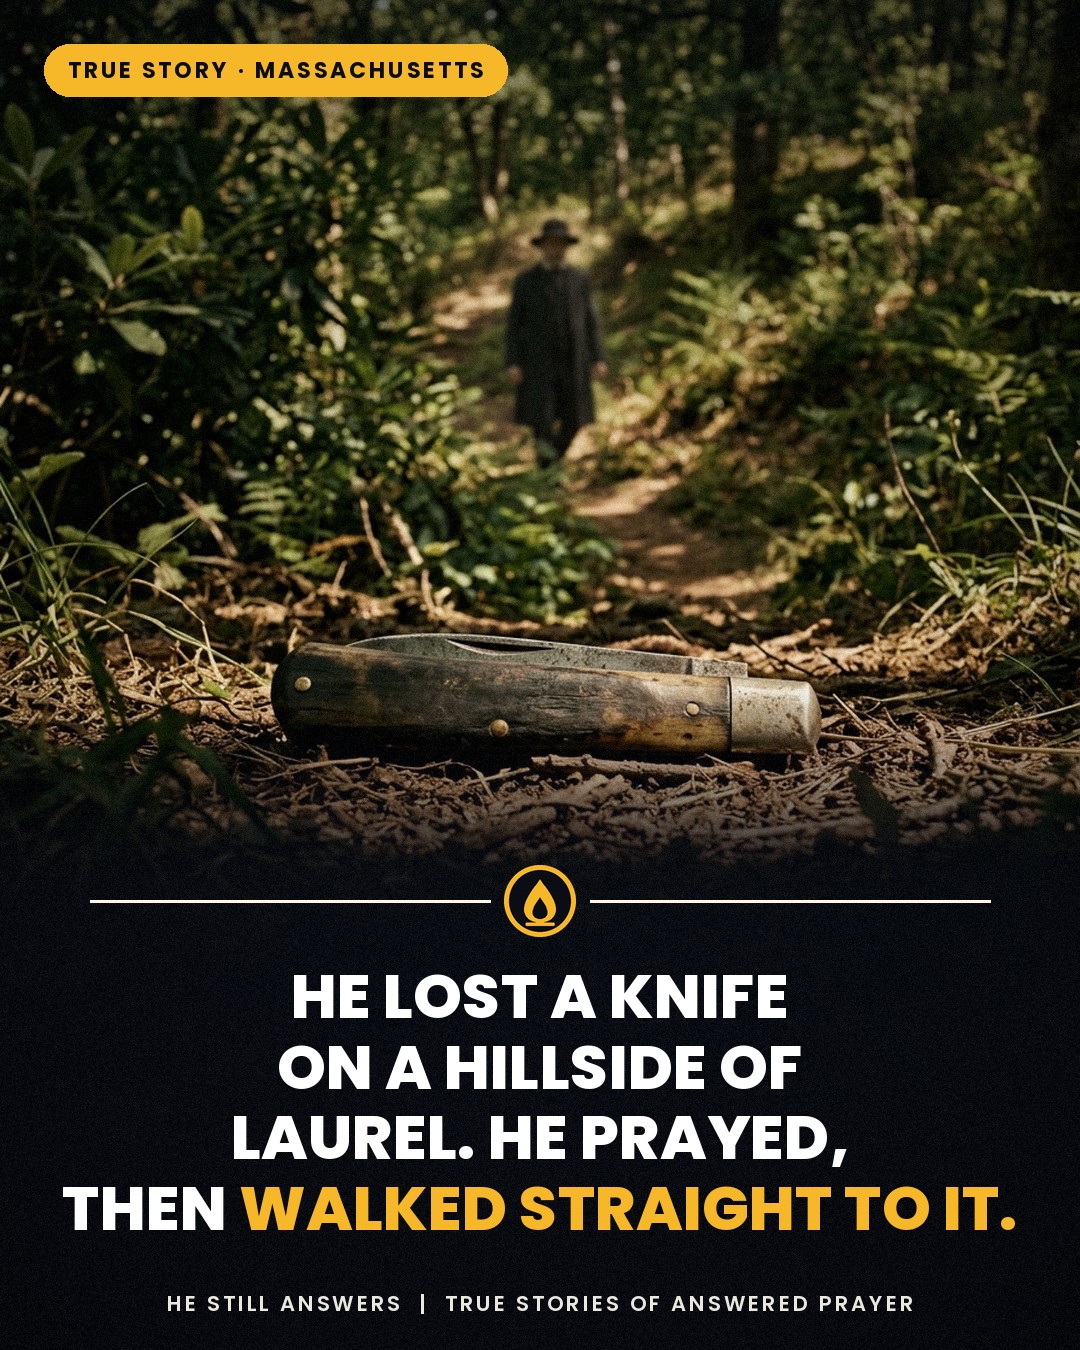 TRUE STORY · MASSACHUSETTS
HE LOST A KNIFE
ON A HILLSIDE OF
LAUREL. HE PRAYED,
THEN WALKED STRAIGHT TO IT.
HE STILL ANSWERS | TRUE STORIES OF ANSWERED PRAYER